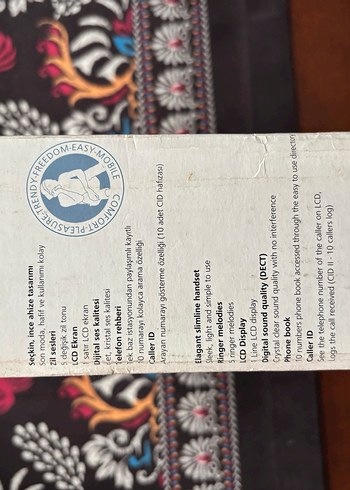 COMFORT-PLEASURE-TRENDY-FREEDOM-EASY-MOBILE
Seçkin, ince ahize tasarımı
Son moda, hafif ve kullanımı kolay
Zil sesleri
5 değişik zil tonu
LCD Ekran
1 satır LCD ekran
Dijital ses kalitesi
Net, kristal ses kalitesi
Telefon rehberi
Tek baz istasyonundan paylaşımlı kayıtlı
10 numarayı kolayca arama özelliği
Caller ID
Arayan numarayı gösterme özelliği (10 adet CID hafızası)
Elegant slimline handset
Sleek, light and simple to use
Ringer melodies
5 ringer melodies
LCD Display
1 Line LCD display
Digital sound quality (DECT)
Crystal clear sound quality with no interference
Phone book
10 numbers phone book accessed through the easy to use director
Caller ID
See the telephone number of the caller on LCD,
Logs the call received (CID II - 10 callers log)